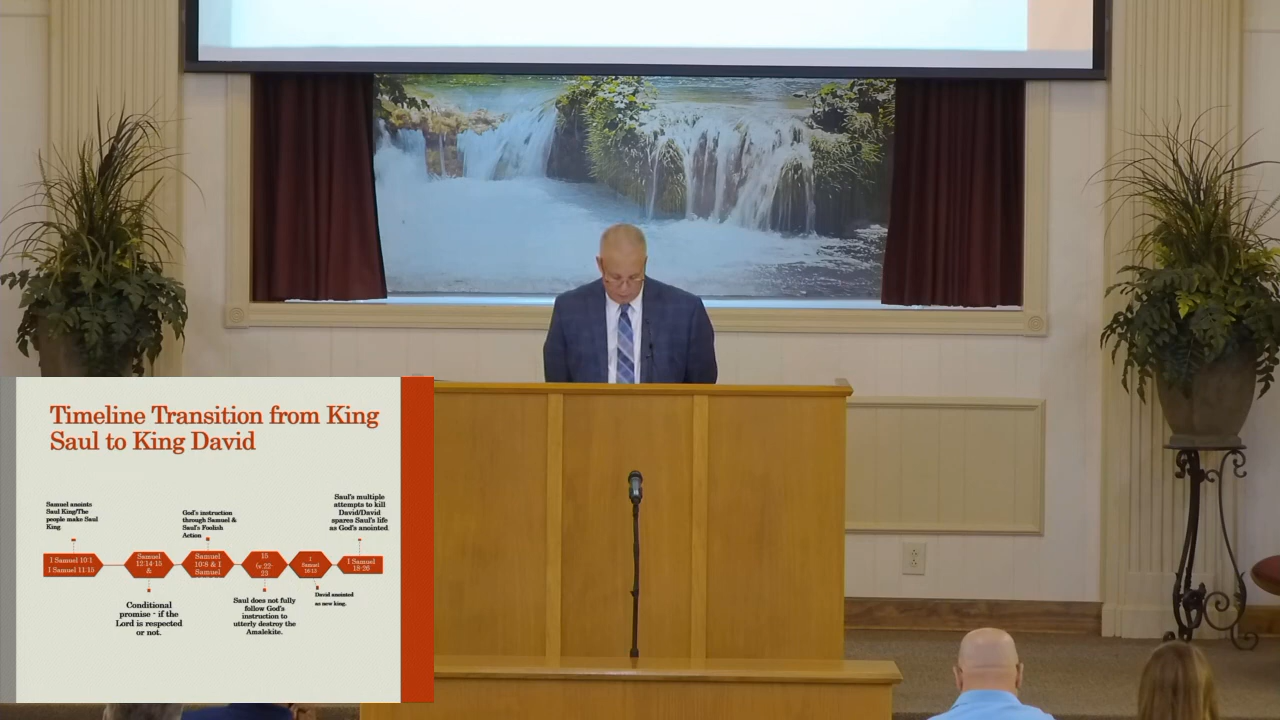 Timeline Transition from King
Saul to King David
Samuel anoints
Saul King/The
people make Saul
King
God's instruction
through Samuel &
Saul's Foolish
Action
Saul's multiple
attempts to kill
David/David
spares Saul's life
as God's anointed
I Samuel 10:1
I Samuel 11:15
Samuel
12:14-15
&
Samuel
10:8 & I
Samuel
15
(v.22-
23
I
Samuel
16:13
I Samuel
18-26
Conditional
promise - if the
Lord is respected
or not.
Saul does not fully
follow God's
instruction to
utterly destroy the
Amalekite.
David anointed
as new king.